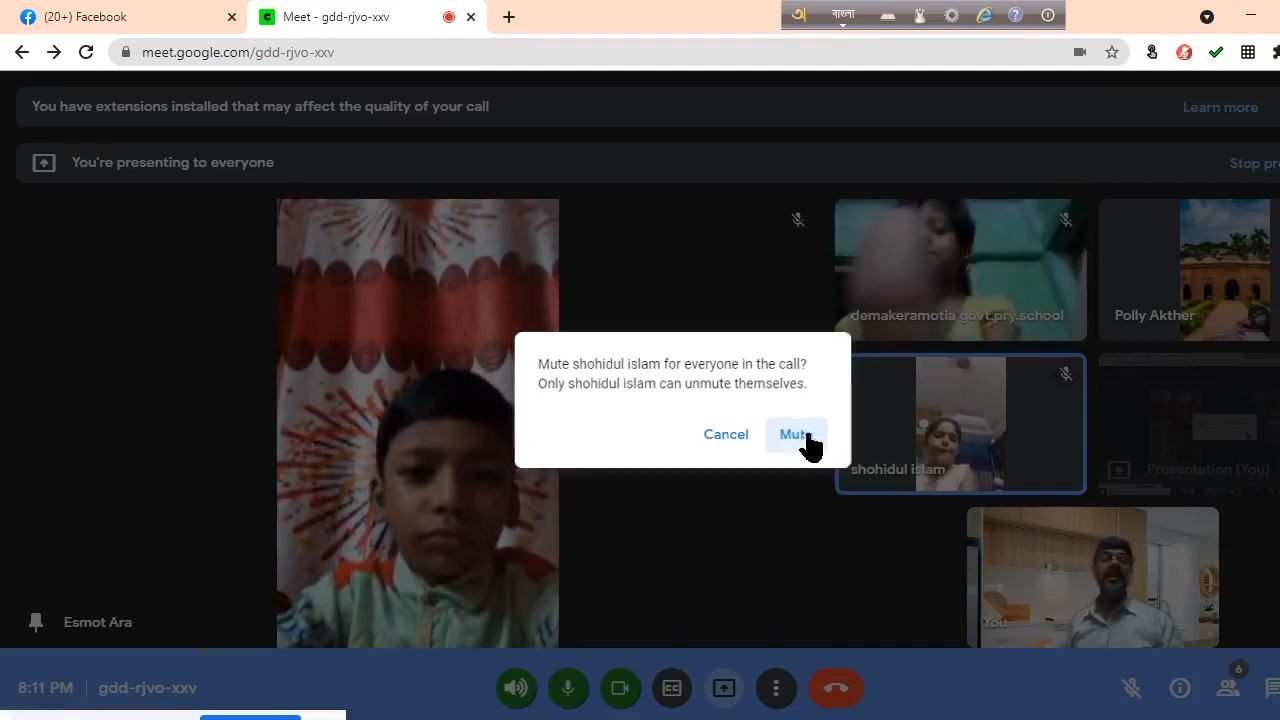 (20+) Facebook
Meet - gdd-rjvo-xxv
অ
বাংলা
meet.google.com/gdd-rjvo-xxv
You have extensions installed that may affect the quality of your call
Learn more
You're presenting to everyone
Stop
demakeramotia govt.pry.school
Polly Akther
Mute shohidul islam for everyone in the call?
Only shohidul islam can unmute themselves.
Cancel
Mute
shohidul islam
Presentation (You)
You
Esmot Ara
8:11 PM
gdd-rjvo-xxv
CC
6